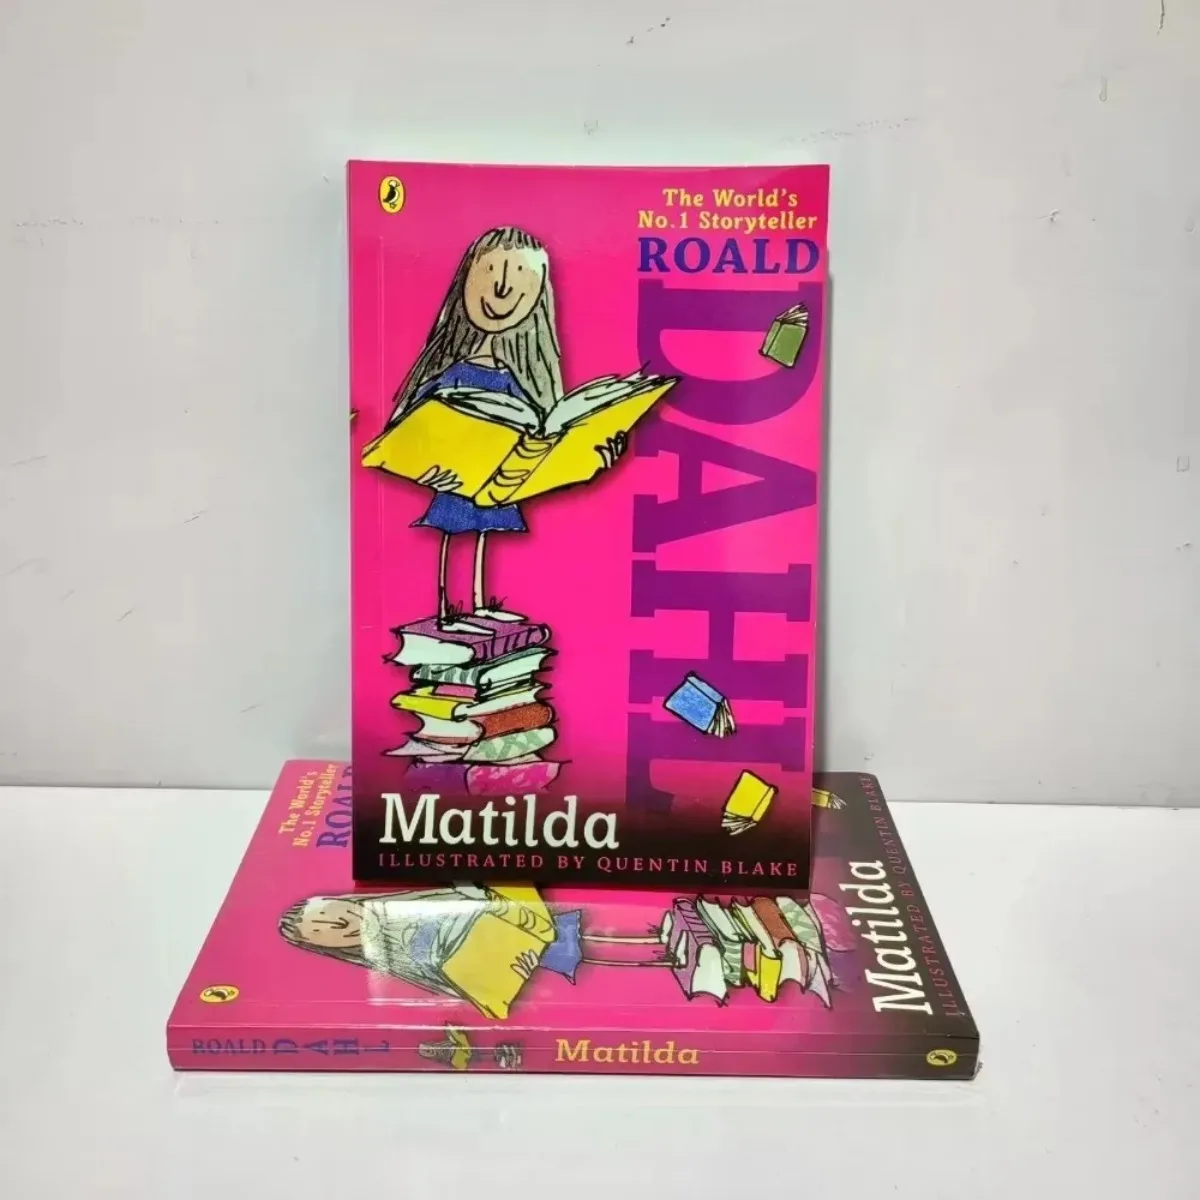 The World's
No.1 Storyteller
ROALD
DAHL
Matilda
ILLUSTRATED BY QUENTIN BLAKE
The World's
No.1 Storyteller
ROALD
Matilda
ILLUSTRATED BY QUENTIN BLAKE
ROALD DAHL Matilda